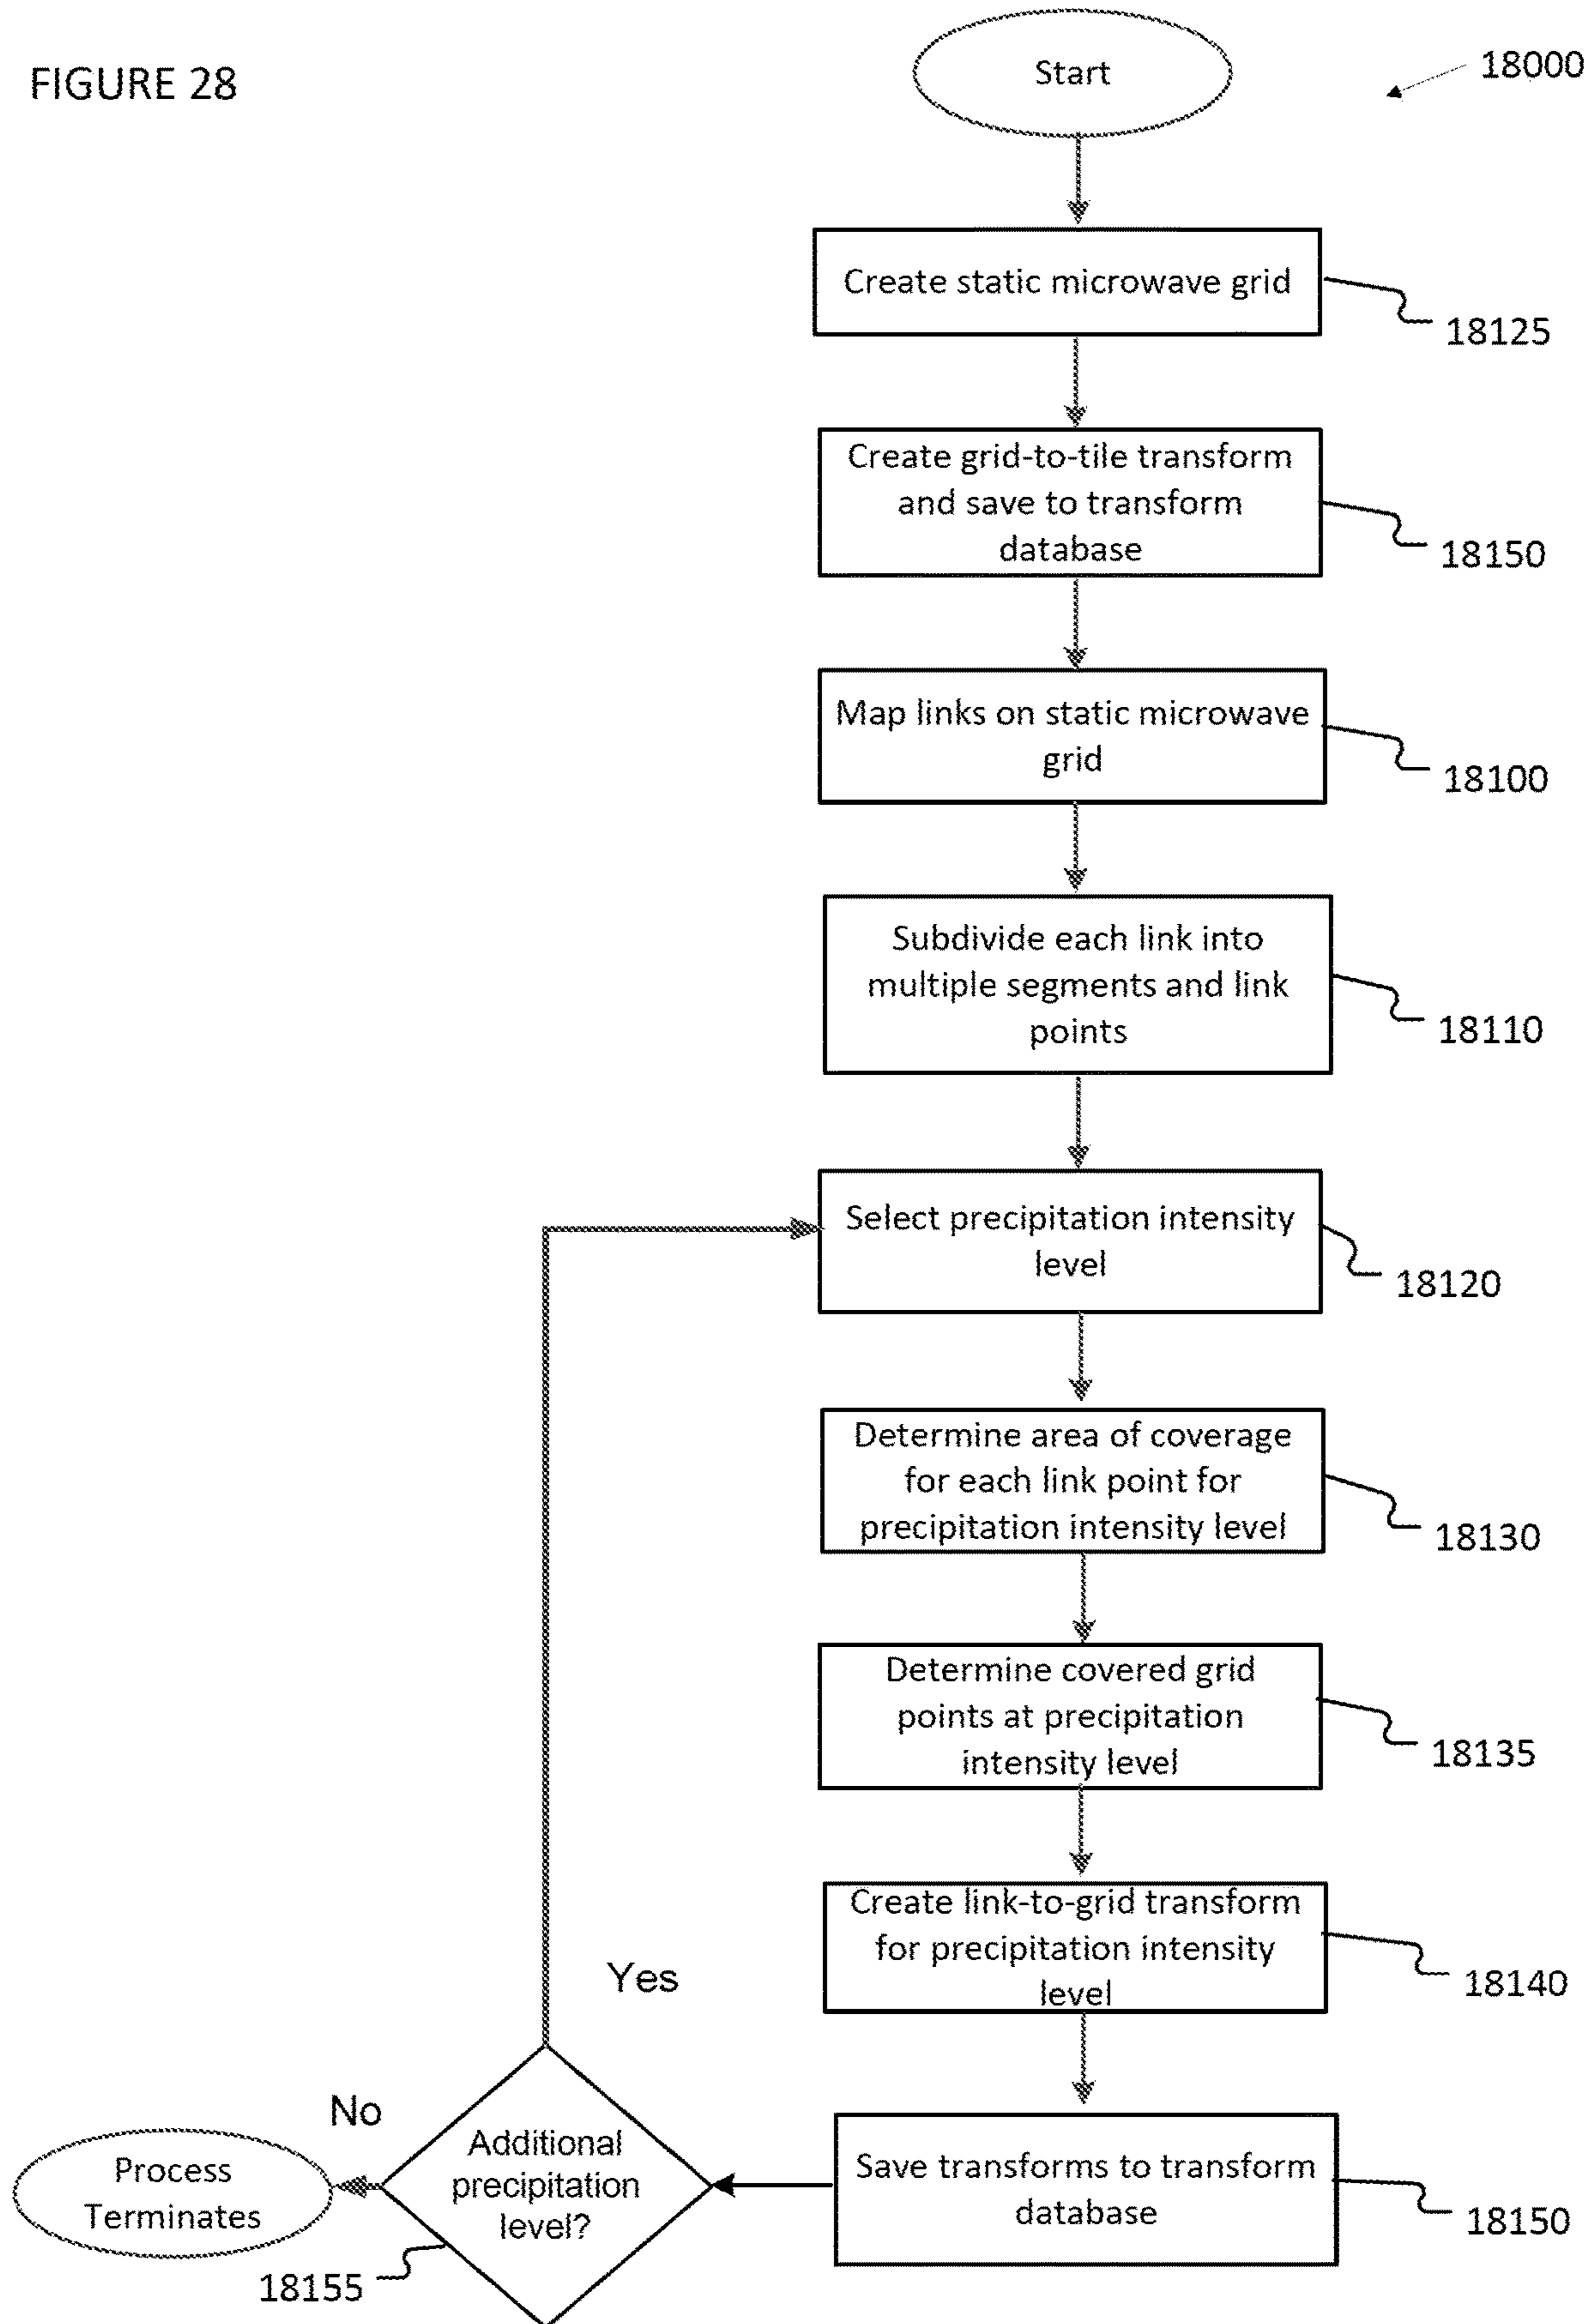 FIGURE 28
Start
18000
Create static microwave grid
18125
Create grid-to-tile transform
and save to transform
database
18150
Map links on static microwave
grid
18100
Subdivide each link into
multiple segments and link
points
18110
Select precipitation intensity
level
18120
Determine area of coverage
for each link point for
precipitation intensity level
18130
Determine covered grid
points at precipitation
intensity level
18135
Create link-to-grid transform
for precipitation intensity
level
18140
Yes
No
Process
Terminates
Additional
precipitation
level?
18155
Save transforms to transform
database
18150